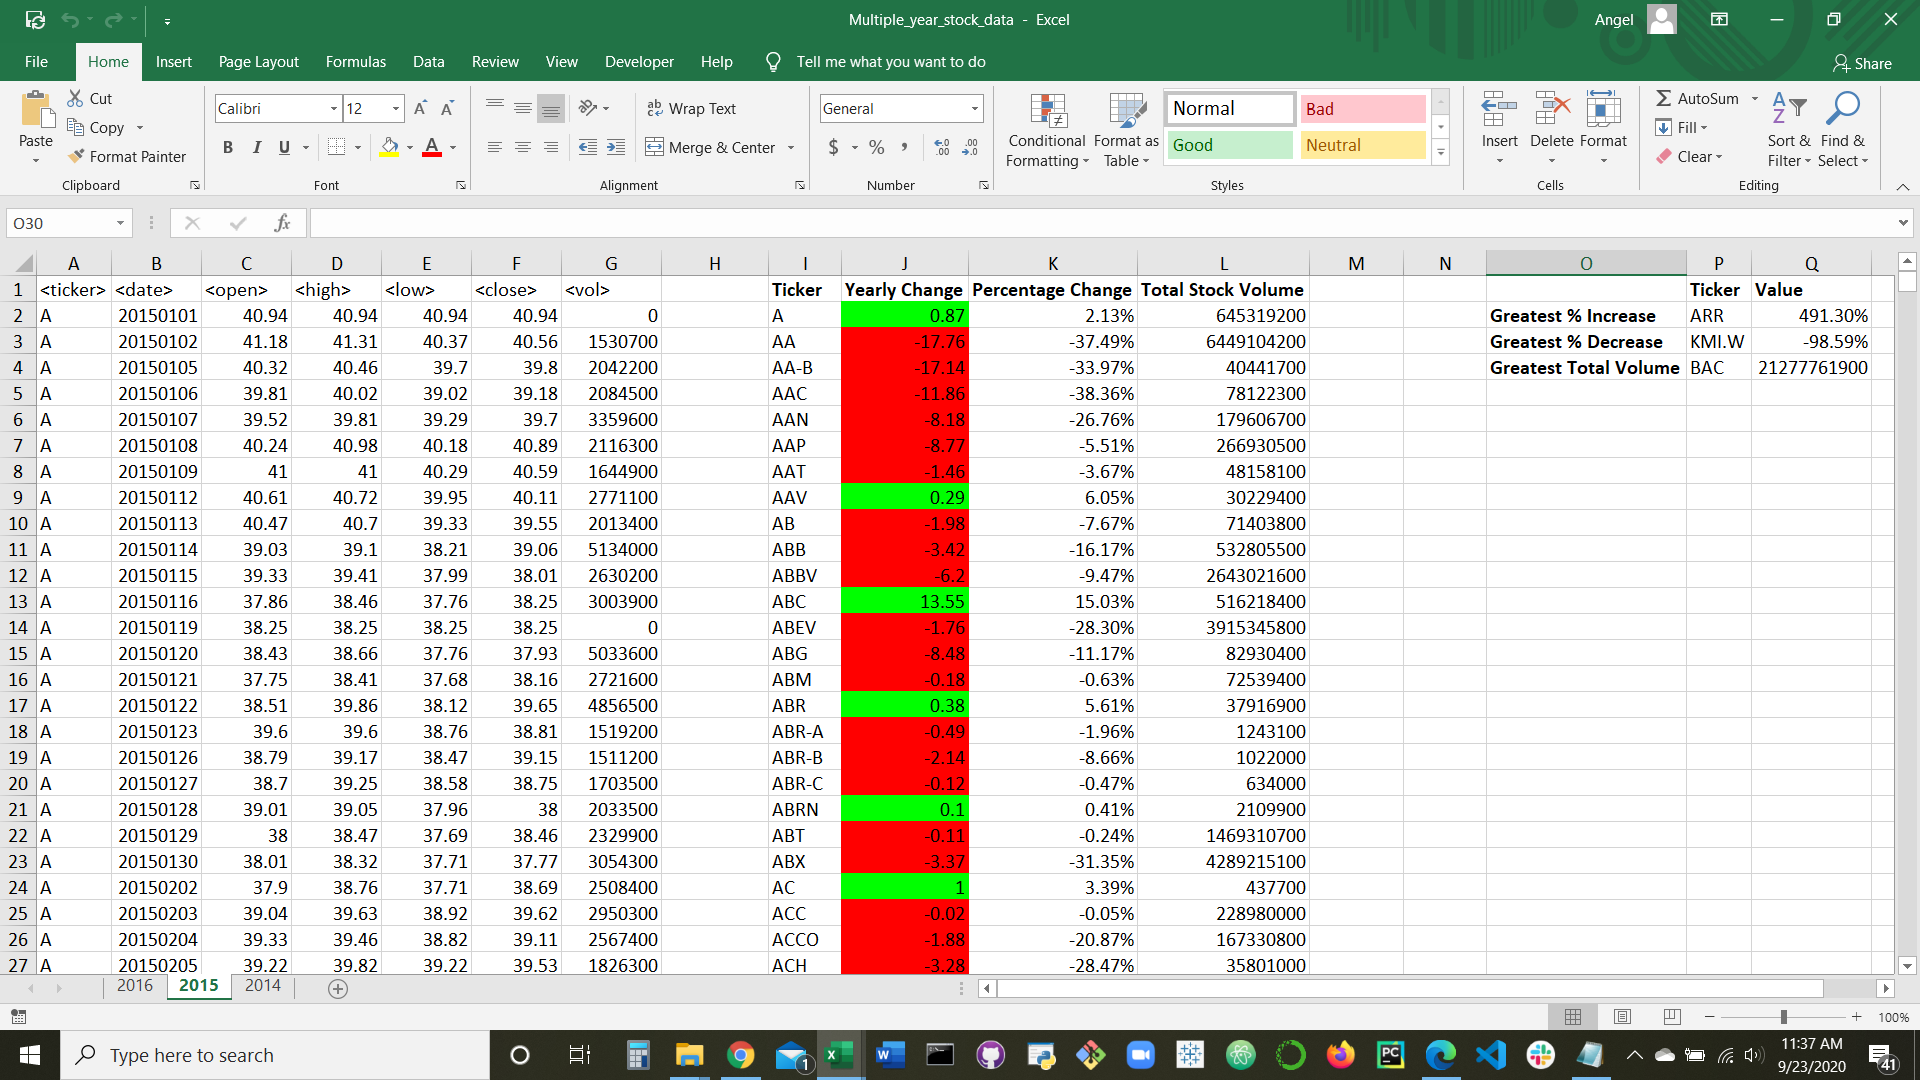 Multiple_year_stock_data - Excel
Angel
File Home Insert Page Layout Formulas Data Review View Developer Help Tell me what you want to do Share
Paste
Cut
Copy
Format Painter
Clipboard
Calibri 12
B I U A
Font
ab Wrap Text
Merge & Center
Alignment
General
$ % ,
Number
Conditional Formatting
Format as Table
Normal Bad
Good Neutral
Styles
Insert Delete Format
Cells
AutoSum
Fill
Clear
Sort & Filter
Find & Select
Editing
O30 fx
A B C D E F G H I J K L M N O P Q
1 <ticker> <date> <open> <high> <low> <close> <vol> Ticker Yearly Change Percentage Change Total Stock Volume Ticker Value
2 A 20150101 40.94 40.94 40.94 40.94 0 A 0.87 2.13% 645319200 Greatest % Increase ARR 491.30%
3 A 20150102 41.18 41.31 40.37 40.56 1530700 AA -17.76 -37.49% 6449104200 Greatest % Decrease KMI.W -98.59%
4 A 20150105 40.32 40.46 39.7 39.8 2042200 AA-B -17.14 -33.97% 40441700 Greatest Total Volume BAC 21277761900
5 A 20150106 39.81 40.02 39.02 39.18 2084500 AAC -11.86 -38.36% 78122300
6 A 20150107 39.52 39.81 39.29 39.7 3359600 AAN -8.18 -26.76% 179606700
7 A 20150108 40.24 40.98 40.18 40.89 2116300 AAP -8.77 -5.51% 266930500
8 A 20150109 41 41 40.29 40.59 1644900 AAT -1.46 -3.67% 48158100
9 A 20150112 40.61 40.72 39.95 40.11 2771100 AAV 0.29 6.05% 30229400
10 A 20150113 40.47 40.7 39.33 39.55 2013400 AB -1.98 -7.67% 71403800
11 A 20150114 39.03 39.1 38.21 39.06 5134000 ABB -3.42 -16.17% 532805500
12 A 20150115 39.33 39.41 37.99 38.01 2630200 ABBV -6.2 -9.47% 2643021600
13 A 20150116 37.86 38.46 37.76 38.25 3003900 ABC 13.55 15.03% 516218400
14 A 20150119 38.25 38.25 38.25 38.25 0 ABEV -1.76 -28.30% 3915345800
15 A 20150120 38.43 38.66 37.76 37.93 5033600 ABG -8.48 -11.17% 82930400
16 A 20150121 37.75 38.41 37.68 38.16 2721600 ABM -0.18 -0.63% 72539400
17 A 20150122 38.51 39.86 38.12 39.65 4856500 ABR 0.38 5.61% 37916900
18 A 20150123 39.6 39.6 38.76 38.81 1519200 ABR-A -0.49 -1.96% 1243100
19 A 20150126 38.79 39.17 38.47 39.15 1511200 ABR-B -2.14 -8.66% 1022000
20 A 20150127 38.7 39.25 38.58 38.75 1703500 ABR-C -0.12 -0.47% 634000
21 A 20150128 39.01 39.05 37.96 38 2033500 ABRN 0.1 0.41% 2109900
22 A 20150129 38 38.47 37.69 38.46 2329900 ABT -0.11 -0.24% 1469310700
23 A 20150130 38.01 38.32 37.71 37.77 3054300 ABX -3.37 -31.35% 4289215100
24 A 20150202 37.9 38.76 37.71 38.69 2508400 AC 1 3.39% 437700
25 A 20150203 39.04 39.63 38.92 39.62 2950300 ACC -0.02 -0.05% 228980000
26 A 20150204 39.33 39.46 38.82 39.11 2567400 ACCO -1.88 -20.87% 167330800
27 A 20150205 39.22 39.82 39.22 39.53 1826300 ACH -3.28 -28.47% 35801000
2016 2015 2014
100%
Type here to search
11:37 AM
9/23/2020
41